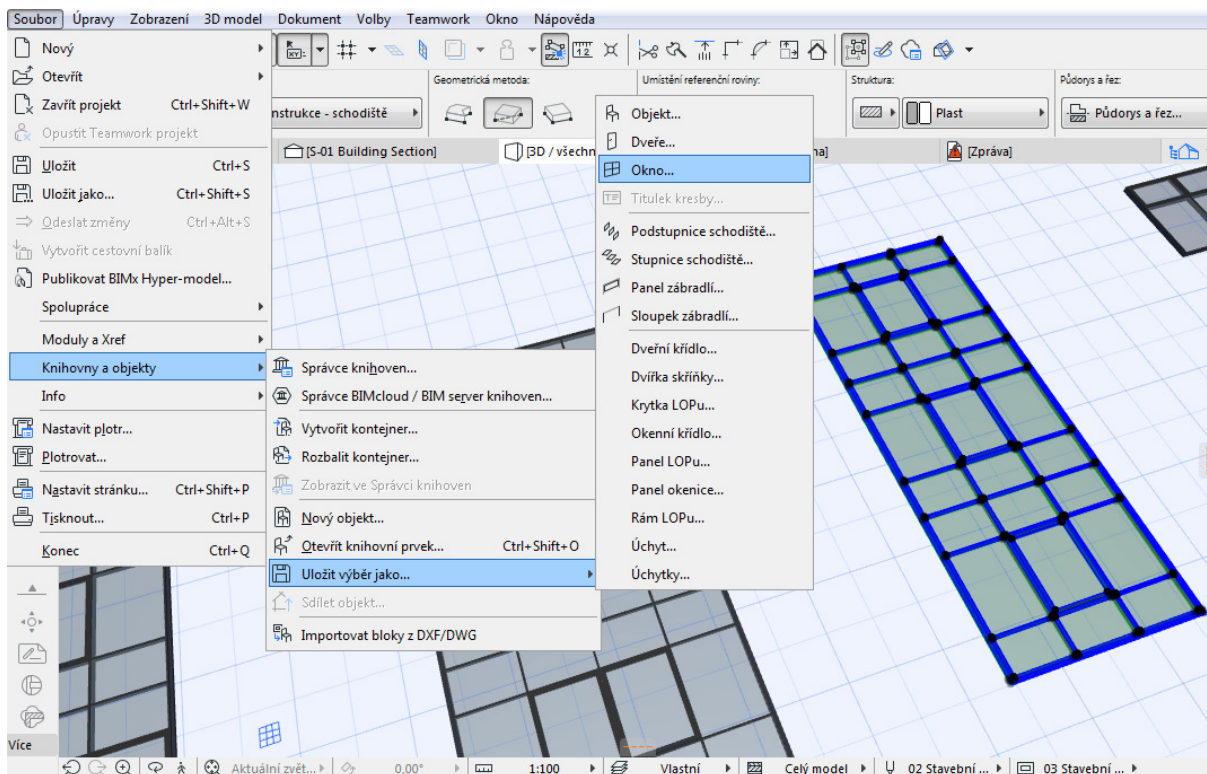 Soubor Úpravy Zobrazení 3D model Dokument Volby Teamwork Okno Nápověda
Nový
Otevřít
Zavřít projekt Ctrl+Shift+W
Opustit Teamwork projekt
Uložit Ctrl+S
Uložit jako... Ctrl+Shift+S
Odeslat změny Ctrl+Alt+S
Vytvořit cestovní balík
Publikovat BIMx Hyper-model...
Spolupráce
Moduly a Xref
Knihovny a objekty
Info
Nastavit plotr...
Plotrovat...
Nastavit stránku... Ctrl+Shift+P
Tisknout... Ctrl+P
Konec Ctrl+Q
Geometrická metoda: Umístění referenční roviny: Struktura: Půdorys a řez:
nstrukce - schodiště Plast Půdorys a řez...
[S-01 Building Section] [3D / všechn na] [Zpráva]
Správce knihoven...
Správce BIMcloud / BIM server knihoven...
Vytvořit kontejner...
Rozbalit kontejner...
Zobrazit ve Správci knihoven
Nový objekt...
Otevřít knihovní prvek... Ctrl+Shift+O
Uložit výběr jako...
Sdílet objekt...
Importovat bloky z DXF/DWG
Objekt...
Dveře...
Okno...
Titulek kresby...
Podstupnice schodiště...
Stupnice schodiště...
Panel zábradlí...
Sloupek zábradlí...
Dveřní křídlo...
Dvířka skříňky...
Krytka LOPu...
Okenní křídlo...
Panel LOPu...
Panel okenice...
Rám LOPu...
Úchyt...
Úchytky...
Více
Aktuální zvět... 0,00° 1:100 Vlastní Celý model 02 Stavební ... 03 Stavební ...